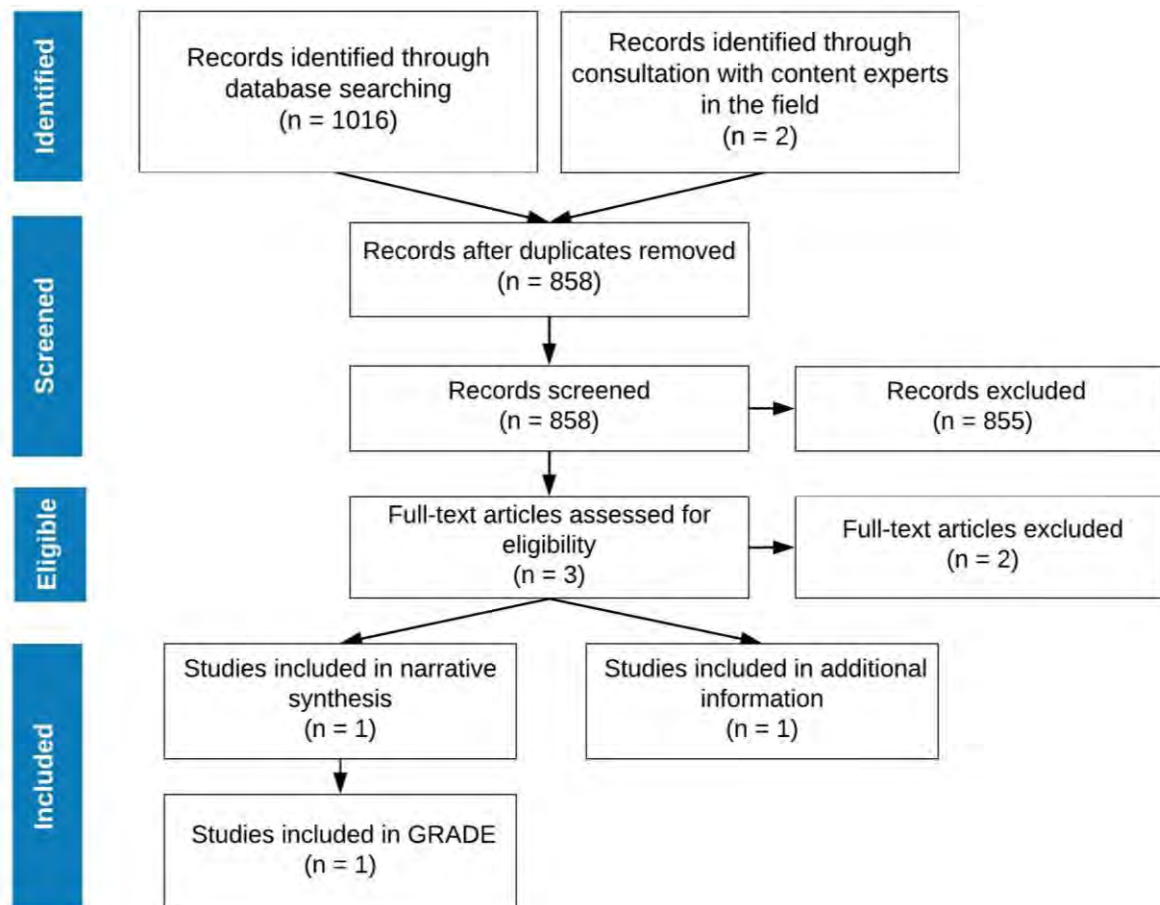 Identified
Records identified through
database searching
(n = 1016)
Records identified through
consultation with content experts
in the field
(n = 2)
Screened
Records after duplicates removed
(n = 858)
Records screened
(n = 858)
Records excluded
(n = 855)
Eligible
Full-text articles assessed for
eligibility
(n = 3)
Full-text articles excluded
(n = 2)
Included
Studies included in narrative
synthesis
(n = 1)
Studies included in additional
information
(n = 1)
Studies included in GRADE
(n = 1)